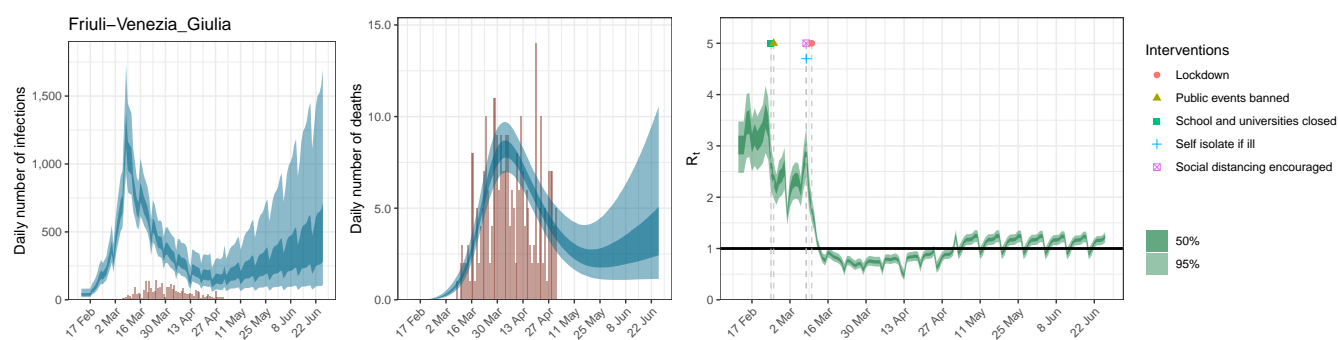 Friuli−Venezia_Giulia
Daily number of infections
1,500
1,000
500
0
17 Feb
2 Mar
16 Mar
30 Mar
13 Apr
27 Apr
11 May
25 May
8 Jun
22 Jun
Daily number of deaths
15.0
10.0
5.0
0.0
17 Feb
2 Mar
16 Mar
30 Mar
13 Apr
27 Apr
11 May
25 May
8 Jun
22 Jun
Rt
5
4
3
2
1
0
17 Feb
2 Mar
16 Mar
30 Mar
13 Apr
27 Apr
11 May
25 May
8 Jun
22 Jun
Interventions
Lockdown
Public events banned
School and universities closed
Self isolate if ill
Social distancing encouraged
50%
95%